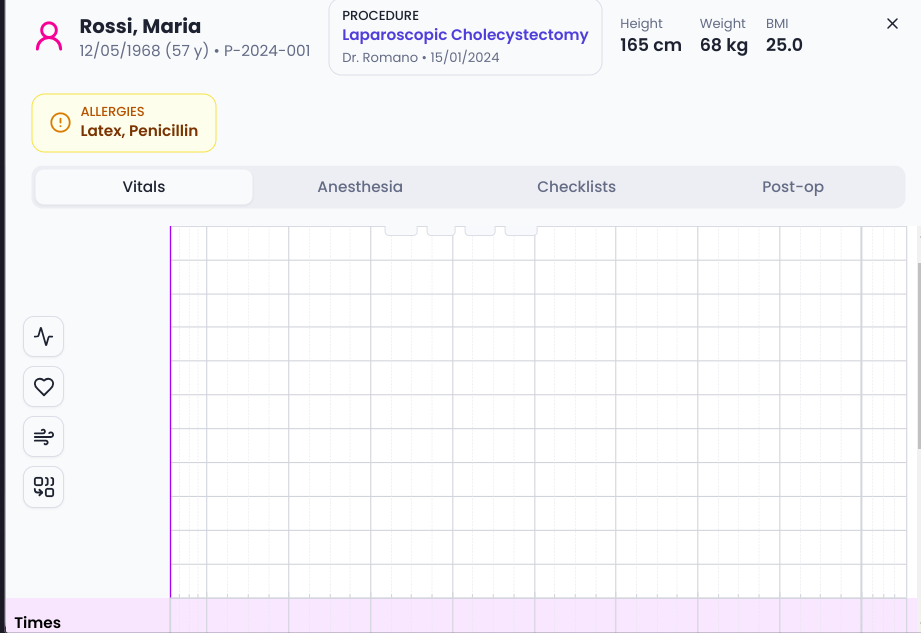 Rossi, Maria
12/05/1968 (57 y) • P-2024-001
PROCEDURE
Laparoscopic Cholecystectomy
Dr. Romano • 15/01/2024
Height
165 cm
Weight
68 kg
BMI
25.0
ALLERGIES
Latex, Penicillin
Vitals
Anesthesia
Checklists
Post-op
Times